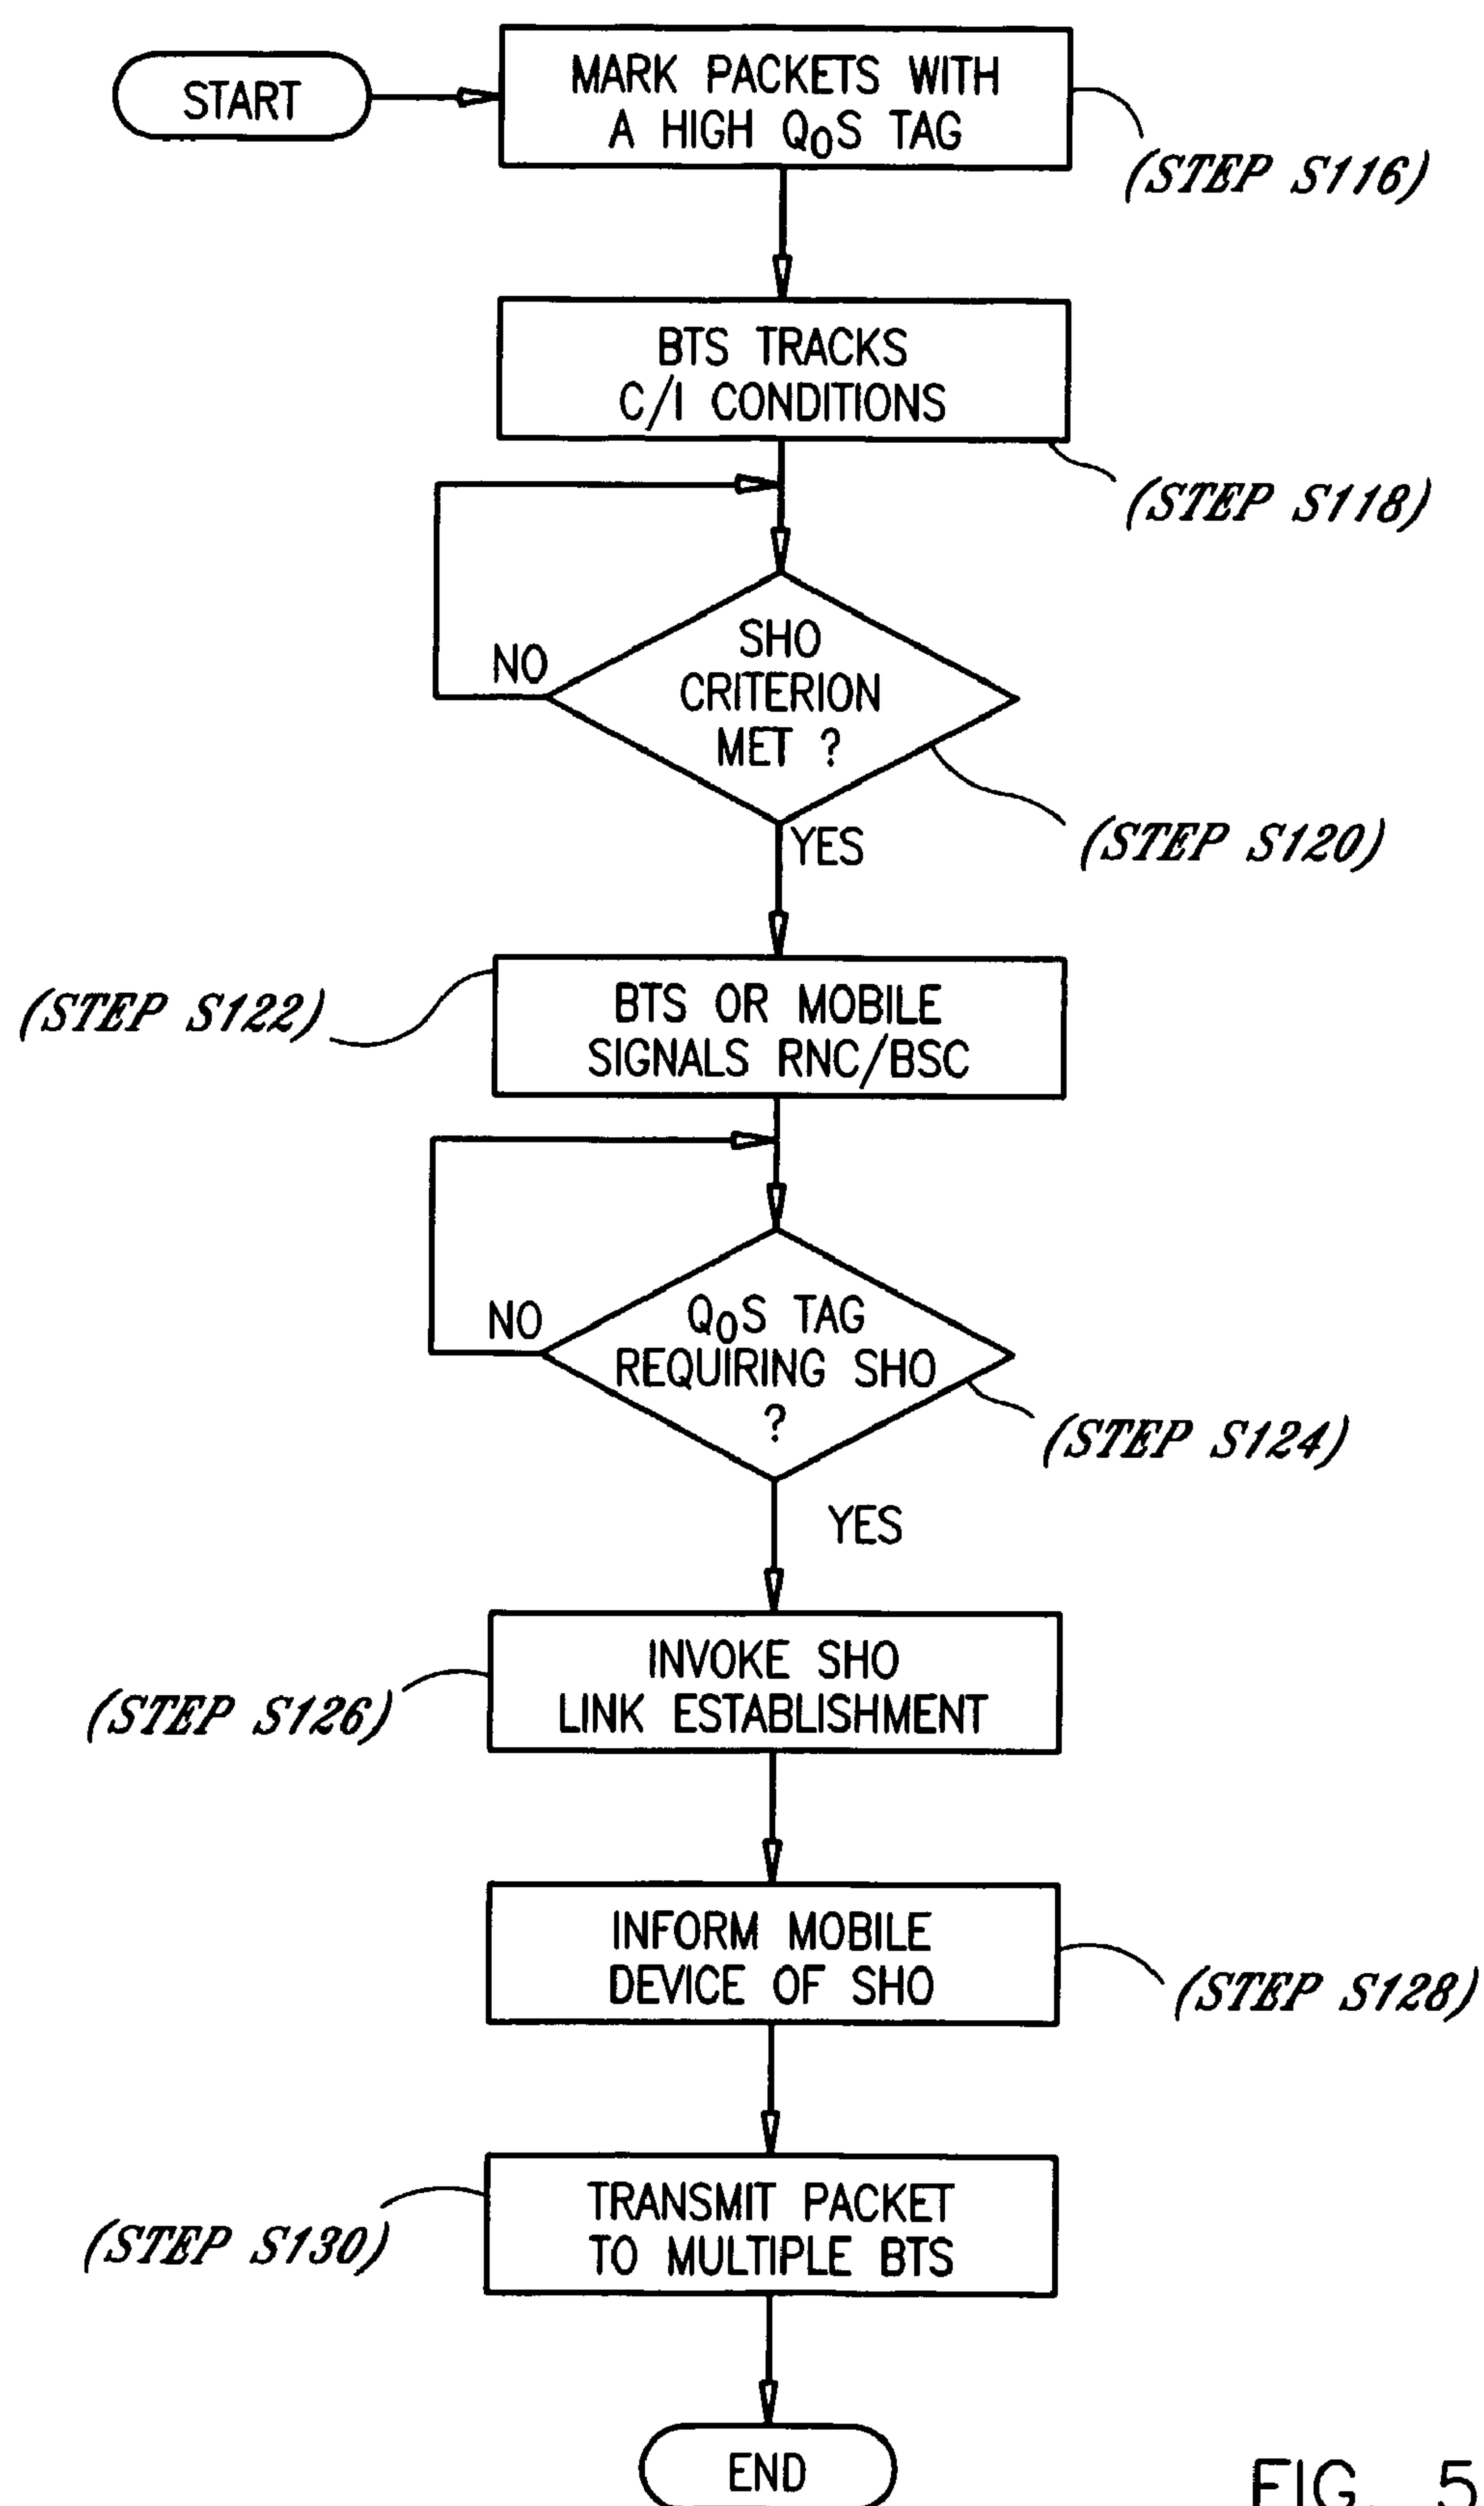 START
MARK PACKETS WITH
A HIGH QoS TAG
(STEP S116)
BTS TRACKS
C/I CONDITIONS
(STEP S118)
SHO
CRITERION
MET ?
NO
(STEP S120)
YES
BTS OR MOBILE
SIGNALS RNC/BSC
(STEP S122)
QoS TAG
REQUIRING SHO
?
NO
(STEP S124)
YES
INVOKE SHO
LINK ESTABLISHMENT
(STEP S126)
INFORM MOBILE
DEVICE OF SHO
(STEP S128)
TRANSMIT PACKET
TO MULTIPLE BTS
(STEP S130)
END
FIG. 5